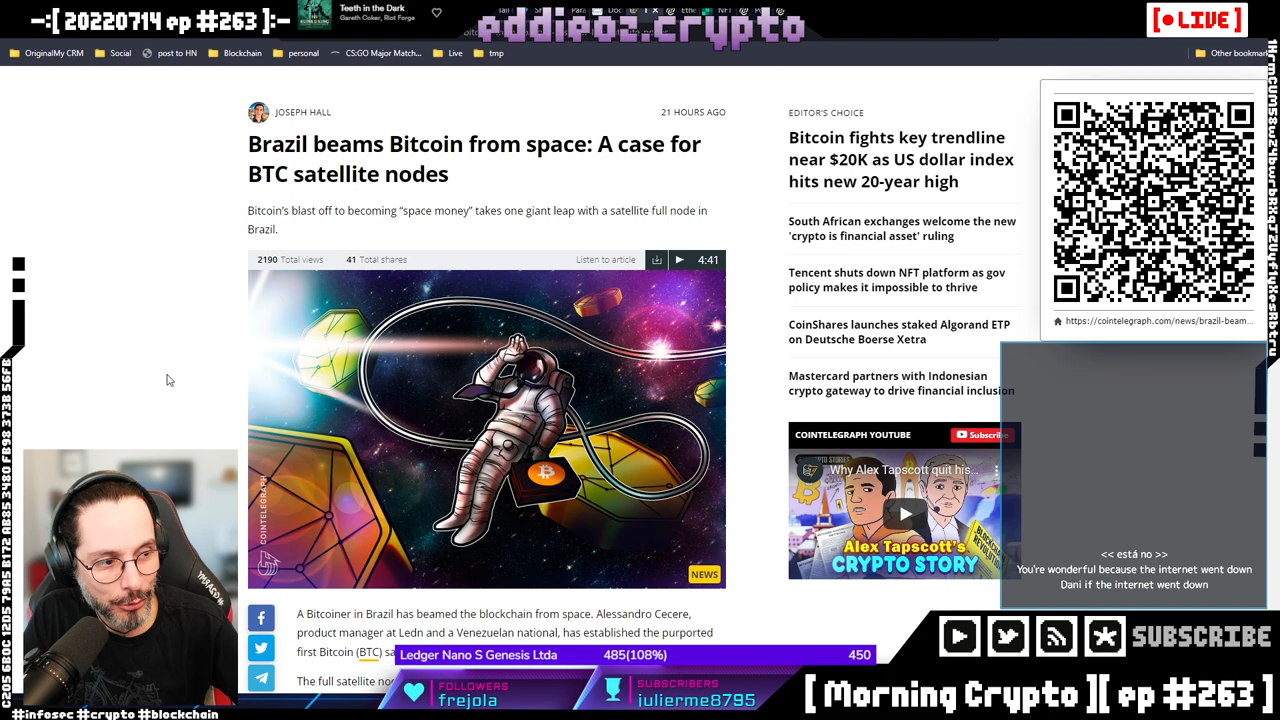 -:[ 20220714 ep #263 ]:-
Teeth in the Dark
Gareth Coker, Riot Forge
eddieoz.crypto
[● LIVE]
OriginalMy CRM
Social
post to HN
Blockchain
personal
CS:GO Major Match...
Live
tmp
Other bookmark
JOSEPH HALL
21 HOURS AGO
Brazil beams Bitcoin from space: A case for
BTC satellite nodes
Bitcoin's blast off to becoming "space money" takes one giant leap with a satellite full node in
Brazil.
2190 Total views
41 Total shares
Listen to article
4:41
COINTELEGRAPH
NEWS
A Bitcoiner in Brazil has beamed the blockchain from space. Alessandro Cecere,
product manager at Ledn and a Venezuelan national, has established the purported
first Bitcoin (BTC) sa
The full satellite no
EDITOR'S CHOICE
Bitcoin fights key trendline
near $20K as US dollar index
hits new 20-year high
South African exchanges welcome the new
'crypto is financial asset' ruling
Tencent shuts down NFT platform as gov
policy makes it impossible to thrive
CoinShares launches staked Algorand ETP
on Deutsche Boerse Xetra
Mastercard partners with Indonesian
crypto gateway to drive financial inclusion
COINTELEGRAPH YOUTUBE
Subscribe
Why Alex Tapscott quit his...
Alex Tapscott's
CRYPTO STORY
BLOCKCHAIN
REVOLUTION
https://cointelegraph.com/news/brazil-beam...
<< está no >>
You're wonderful because the internet went down
Dani if the internet went down
Ledger Nano S Genesis Ltda
485(108%)
450
FOLLOWERS
frejola
SUBSCRIBERS
julierme8795
SUBSCRIBE
[ Morning Crypto ][ ep #263 ]
#infosec #crypto #blockchain